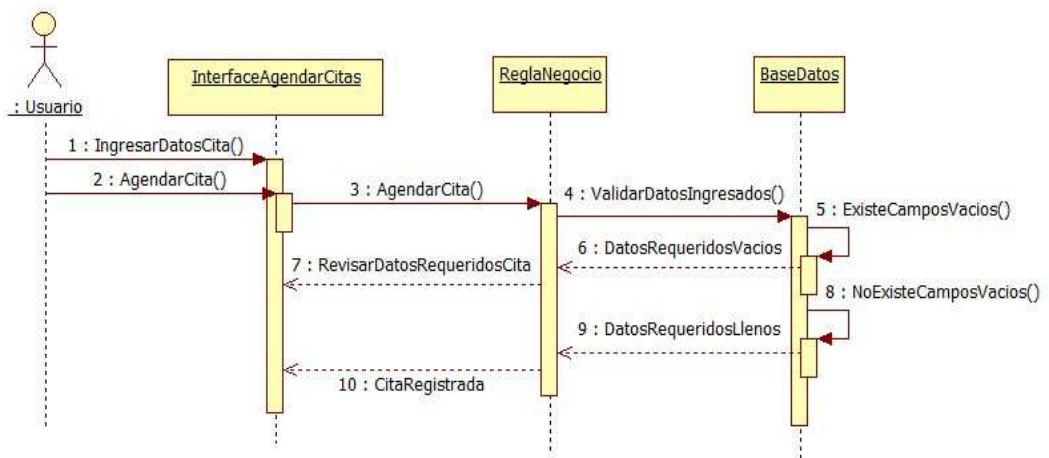 : Usuario
InterfaceAgendarCitas
ReglaNegocio
BaseDatos
1 : IngresarDatosCita()
2 : AgendarCita()
3 : AgendarCita()
4 : ValidarDatosIngresados()
5 : ExisteCamposVacios()
6 : DatosRequeridosVacios
7 : RevisarDatosRequeridosCita
8 : NoExisteCamposVacios()
9 : DatosRequeridosLlenos
10 : CitaRegistrada